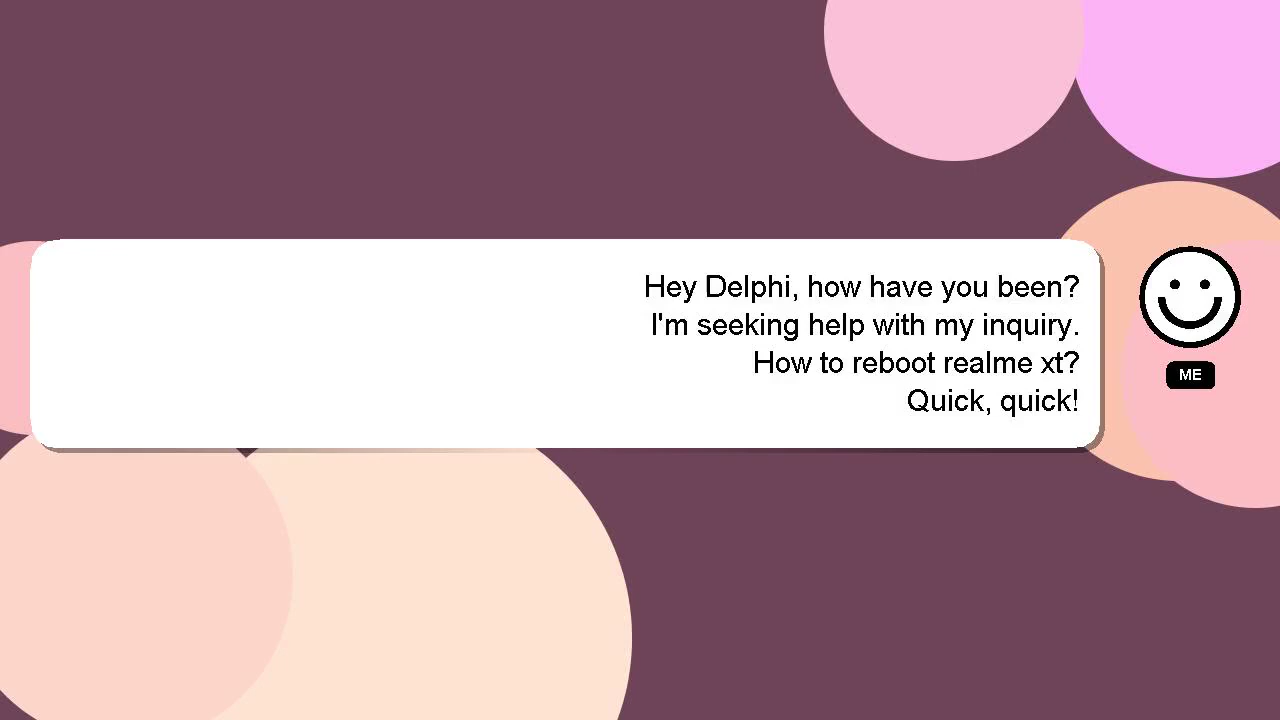 Hey Delphi, how have you been?
I'm seeking help with my inquiry.
How to reboot realme xt?
Quick, quick!
ME